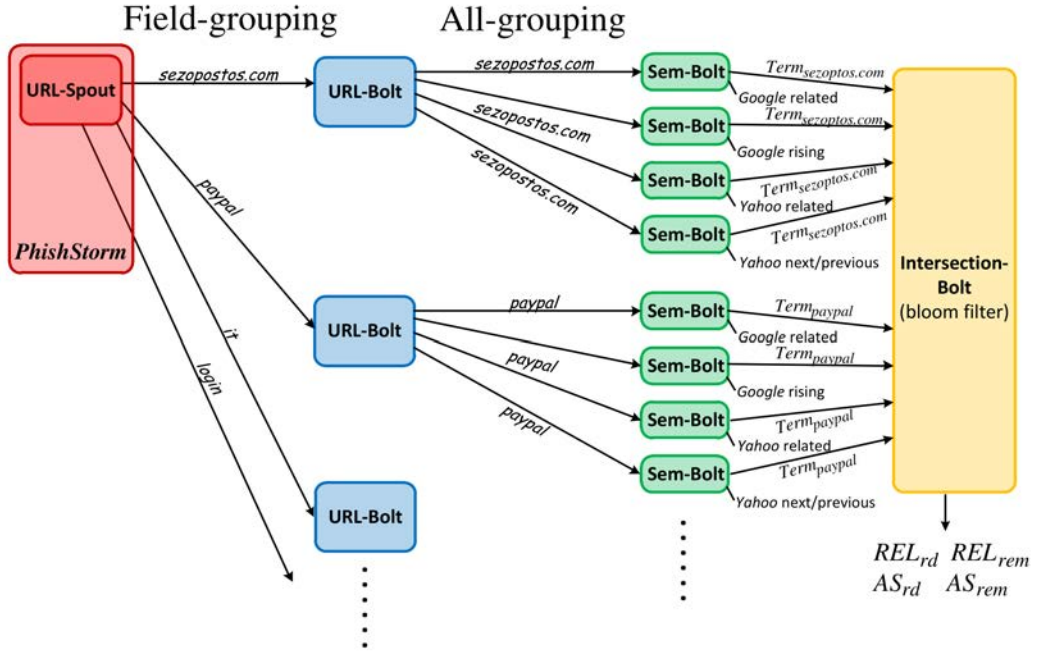 Field-grouping
All-grouping
URL-Spout
PhishStorm
sezopostos.com
paypal
it
login
URL-Bolt
sezopostos.com
sezopostos.com
sezopostos.com
Sem-Bolt
Google related
Sem-Bolt
Google rising
Sem-Bolt
Yahoo related
Sem-Bolt
Yahoo next/previous
Term_sezoptos.com
Term_sezoptos.com
Term_sezoptos.com
Term_sezoptos.com
URL-Bolt
paypal
paypal
paypal
Sem-Bolt
Google related
Sem-Bolt
Google rising
Sem-Bolt
Yahoo related
Sem-Bolt
Yahoo next/previous
Term_paypal
Term_paypal
Term_paypal
Term_paypal
URL-Bolt
Intersection-
Bolt
(bloom filter)
REL_rd REL_rem
AS_rd AS_rem